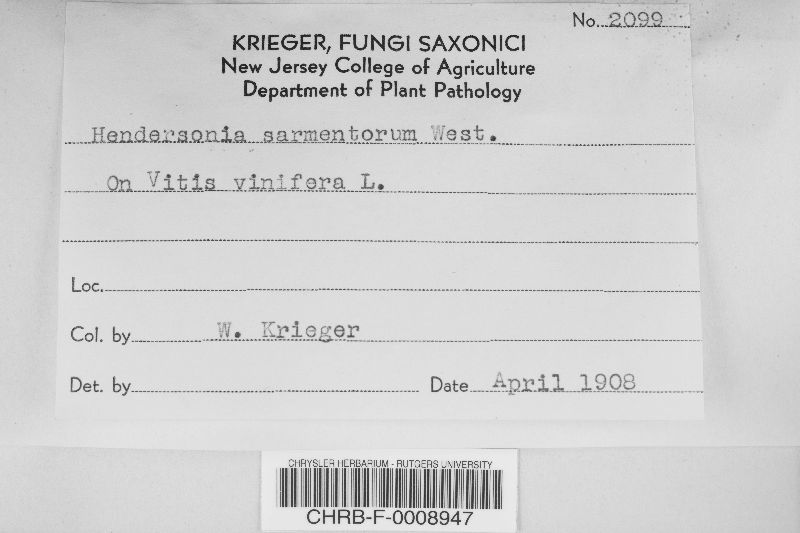 No. 2099
KRIEGER, FUNGI SAXONICI
New Jersey College of Agriculture
Department of Plant Pathology
Hendersonia sarmentorum West.
On Vitis vinifera L.
Loc.
Col. by W. Krieger
Det. by Date April 1908
CHRYSLER HERBARIUM - RUTGERS UNIVERSITY
CHRB-F-0008947